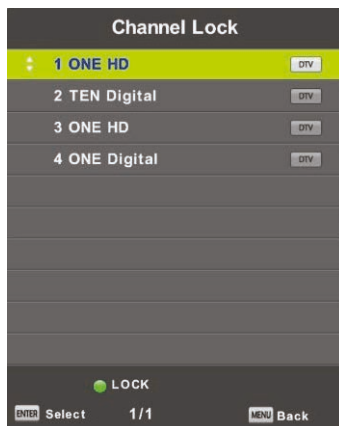 Channel Lock
1 ONE HD DTV
2 TEN Digital DTV
3 ONE HD DTV
4 ONE Digital DTV
LOCK
ENTER Select 1/1 MENU Back